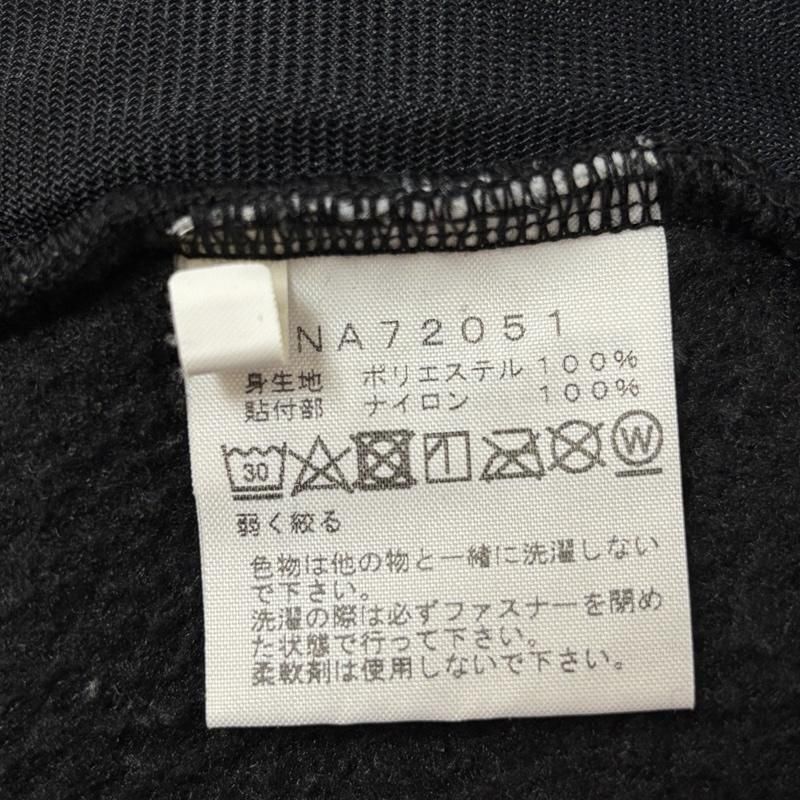 NA72051
身生地 ポリエステル 100%
貼付部 ナイロン 100%
30 W
弱く絞る
色物は他の物と一緒に洗濯しない
で下さい。
洗濯の際は必ずファスナーを閉め
た状態で行って下さい。
柔軟剤は使用しないで下さい。